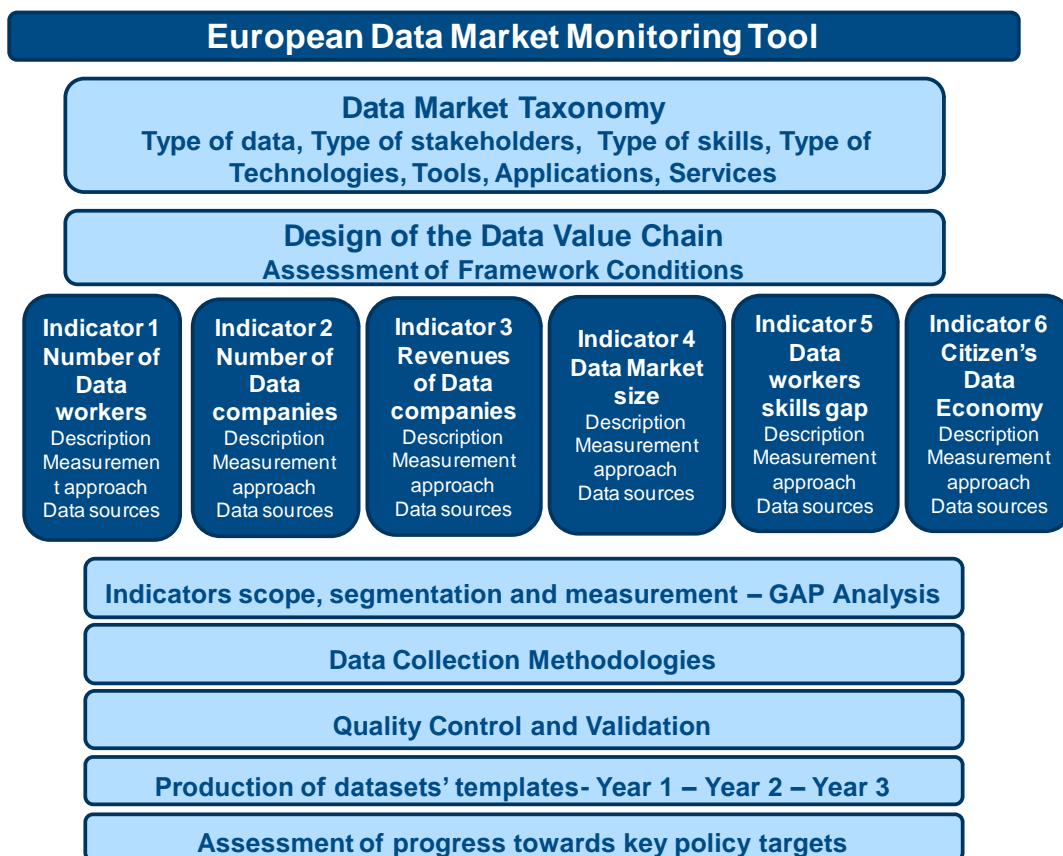 European Data Market Monitoring Tool
Data Market Taxonomy
Type of data, Type of stakeholders, Type of skills, Type of
Technologies, Tools, Applications, Services
Design of the Data Value Chain
Assessment of Framework Conditions
Indicator 1
Number of
Data
workers
Description
Measuremen
t approach
Data sources
Indicator 2
Number of
Data
companies
Description
Measurement
approach
Data sources
Indicator 3
Revenues
of Data
companies
Description
Measurement
approach
Data sources
Indicator 4
Data Market
size
Description
Measurement
approach
Data sources
Indicator 5
Data
workers
skills gap
Description
Measurement
approach
Data sources
Indicator 6
Citizen's
Data
Economy
Description
Measurement
approach
Data sources
Indicators scope, segmentation and measurement – GAP Analysis
Data Collection Methodologies
Quality Control and Validation
Production of datasets' templates- Year 1 – Year 2 – Year 3
Assessment of progress towards key policy targets